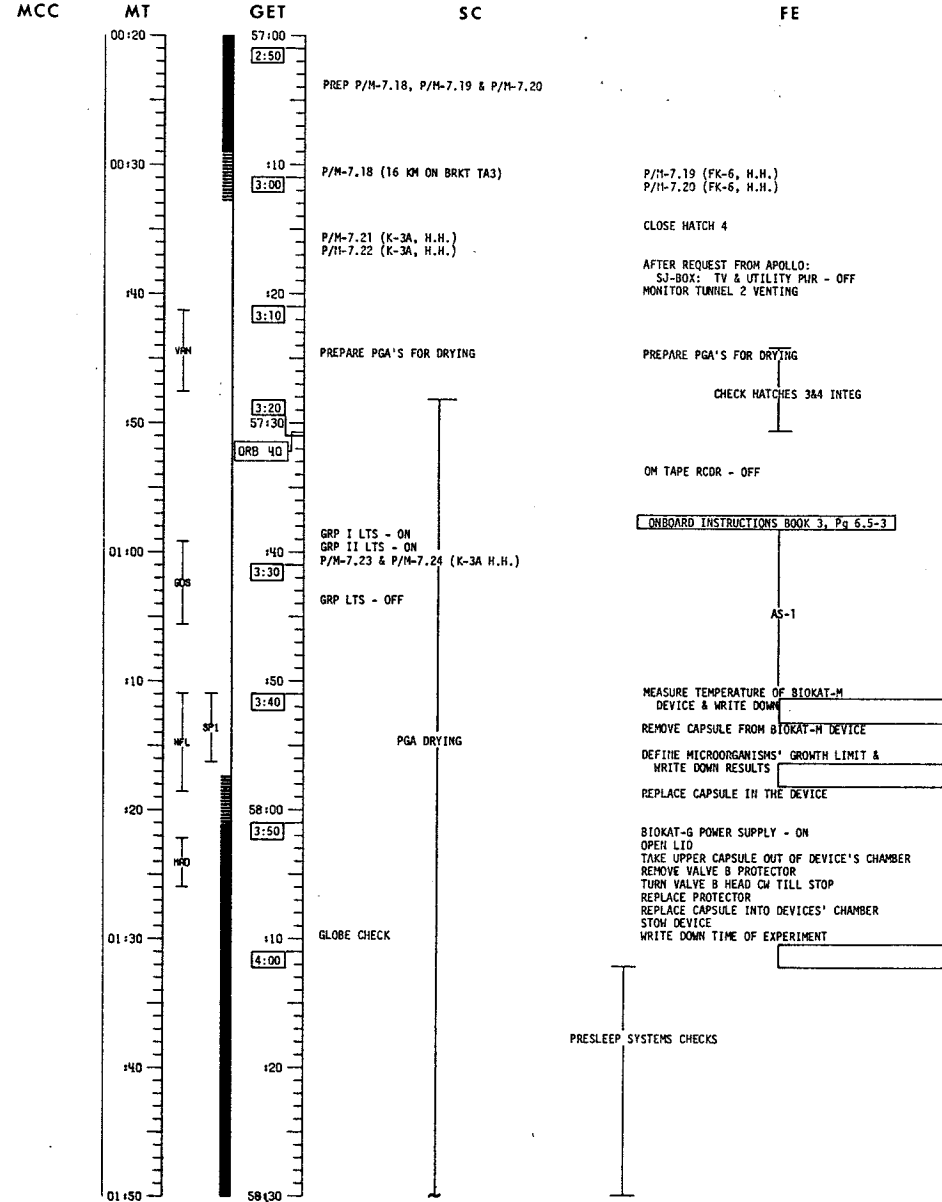 MCC MT GET SC FE
00:20 57:00
2:50
PREP P/M-7.18, P/M-7.19 & P/M-7.20
00:30 :10
P/M-7.18 (16 KM ON BRKT TA3)
P/M-7.19 (FK-6, H.H.)
3:00
P/M-7.20 (FK-6, H.H.)
CLOSE HATCH 4
P/M-7.21 (K-3A, H.H.)
P/M-7.22 (K-3A, H.H.)
AFTER REQUEST FROM APOLLO:
SJ-BOX: TV & UTILITY PWR - OFF
MONITOR TUNNEL 2 VENTING
:40 :20
3:10
VAN
PREPARE PGA'S FOR DRYING
PREPARE PGA'S FOR DRYING
CHECK HATCHES 3&4 INTEG
3:20
:50 57:30
ORB 40
OM TAPE RCDR - OFF
ONBOARD INSTRUCTIONS BOOK 3, Pg 6.5-3
GRP I LTS - ON
01:00 :40
GRP II LTS - ON
P/M-7.23 & P/M-7.24 (K-3A H.H.)
3:30
GDS
GRP LTS - OFF
AS-1
:10 :50
MEASURE TEMPERATURE OF BIOKAT-M
DEVICE & WRITE DOWN
3:40
SP1
REMOVE CAPSULE FROM BIOKAT-M DEVICE
MFL
PGA DRYING
DEFINE MICROORGANISMS' GROWTH LIMIT &
WRITE DOWN RESULTS
REPLACE CAPSULE IN THE DEVICE
:20 58:00
3:50
BIOKAT-G POWER SUPPLY - ON
OPEN LID
MAD
TAKE UPPER CAPSULE OUT OF DEVICE'S CHAMBER
REMOVE VALVE B PROTECTOR
TURN VALVE B HEAD CW TILL STOP
REPLACE PROTECTOR
REPLACE CAPSULE INTO DEVICES' CHAMBER
STOW DEVICE
01:30 :10
GLOBE CHECK
WRITE DOWN TIME OF EXPERIMENT
4:00
PRESLEEP SYSTEMS CHECKS
:40 :20
01:50 58:30